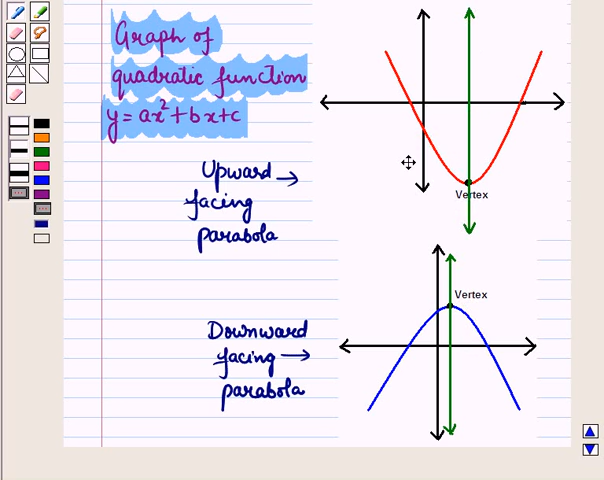 Graph of
quadratic function
y = ax² + bx + c
Upward →
facing
parabola
Vertex
Vertex
Downward
facing →
parabola